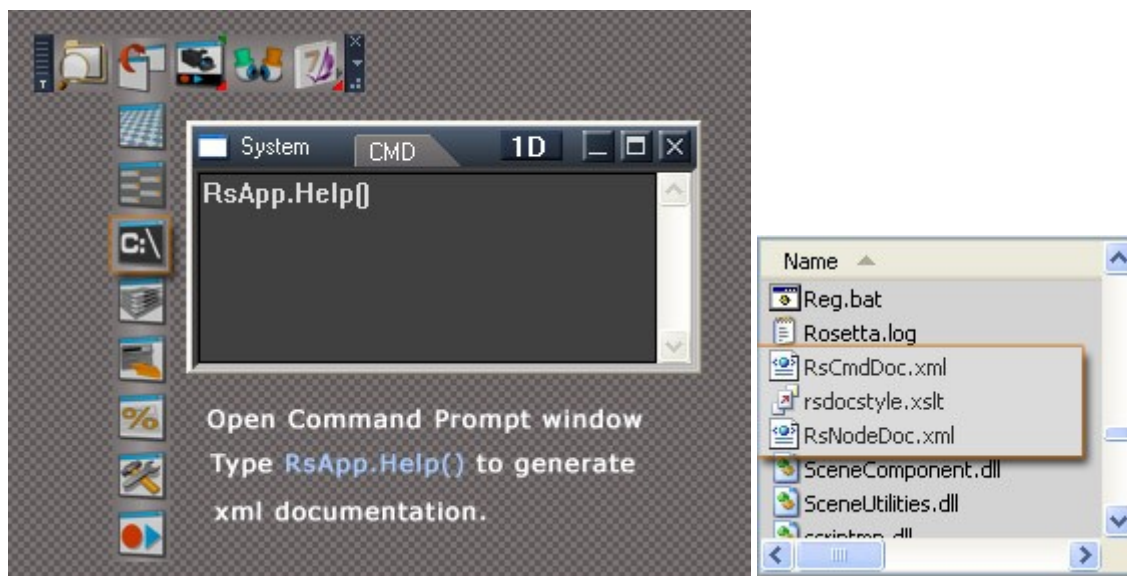 T
System
CMD
1D
RsApp.Help()
C:\
%
Open Command Prompt window
Type RsApp.Help() to generate
xml documentation.
Name
Reg.bat
Rosetta.log
RsCmdDoc.xml
rsdocstyle.xslt
RsNodeDoc.xml
SceneComponent.dll
SceneUtilities.dll